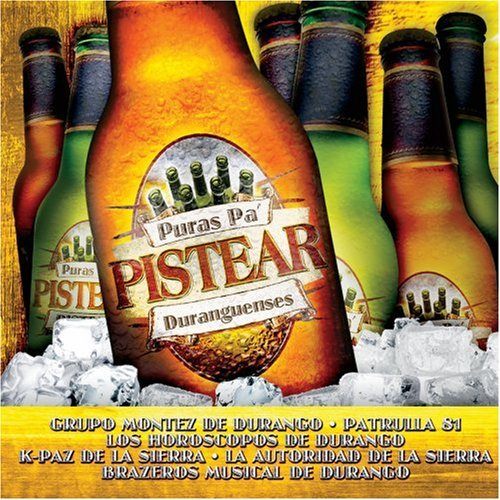 Puras Pa'
PISTEAR
Duranguenses
Puras
PISTE
GRUPO MONTEZ DE DURANGO • PATRULLA 81
LOS HOROSCOPOS DE DURANGO
K-PAZ DE LA SIERRA • LA AUTORIDAD DE LA SIERRA
BRAZEROS MUSICAL DE DURANGO